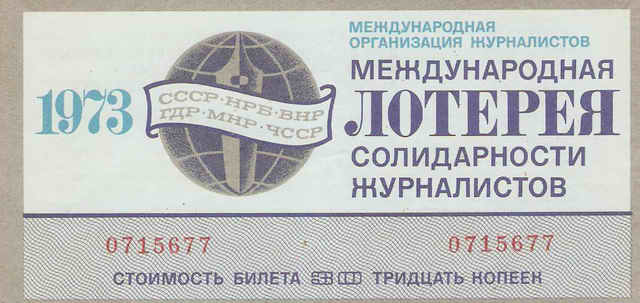 МЕЖДУНАРОДНАЯ
ОРГАНИЗАЦИЯ ЖУРНАЛИСТОВ
МЕЖДУНАРОДНАЯ
ЛОТЕРЕЯ
СОЛИДАРНОСТИ
ЖУРНАЛИСТОВ
1973
СССР·НРБ·ВНР
ГДР·МНР·ЧССР
0715677 0715677
СТОИМОСТЬ БИЛЕТА ТРИДЦАТЬ КОПЕЕК